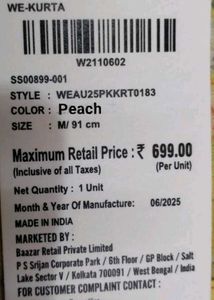 WE-KURTA
W2110602
SS00899-001
STYLE : WEAU25PKKRT0183
COLOR : Peach
SIZE : M/ 91 cm
Maximum Retail Price : ₹ 699.00
(Inclusive of all Taxes) (Per Unit)
Net Quantity : 1 Unit
Month & Year Of Manufacture: 06/2025
MADE IN INDIA
MARKETED BY :
Baazar Retail Private Limited
P S Srijan Corporate Park / 6th Floor / GP Block / Salt
Lake Sector V / Kolkata 700091 / West Bengal / India
FOR CUSTOMER COMPLAINT CONTACT :